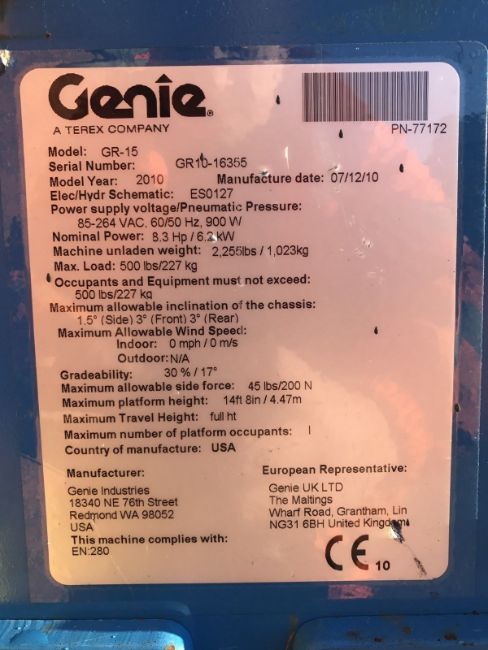 Genie
A TEREX COMPANY
PN-77172
Model: GR-15
Serial Number: GR10-16355
Model Year: 2010 Manufacture date: 07/12/10
Elec/Hydr Schematic: ES0127
Power supply voltage/Pneumatic Pressure:
85-264 VAC, 60/50 Hz, 900 W
Nominal Power: 8.3 Hp / 6.2 kW
Machine unladen weight: 2,255lbs / 1,023kg
Max. Load: 500 lbs/227 kg
Occupants and Equipment must not exceed:
500 lbs/227 kg
Maximum allowable inclination of the chassis:
1.5° (Side) 3° (Front) 3° (Rear)
Maximum Allowable Wind Speed:
Indoor: 0 mph / 0 m/s
Outdoor: N/A
Gradeability: 30 % / 17°
Maximum allowable side force: 45 lbs/200 N
Maximum platform height: 14ft 8in / 4.47m
Maximum Travel Height: full ht
Maximum number of platform occupants: 1
Country of manufacture: USA
Manufacturer:
Genie Industries
18340 NE 76th Street
Redmond WA 98052
USA
This machine complies with:
EN:280
European Representative:
Genie UK LTD
The Maltings
Wharf Road, Grantham, Lin
NG31 6BH United Kingdom
CE 10